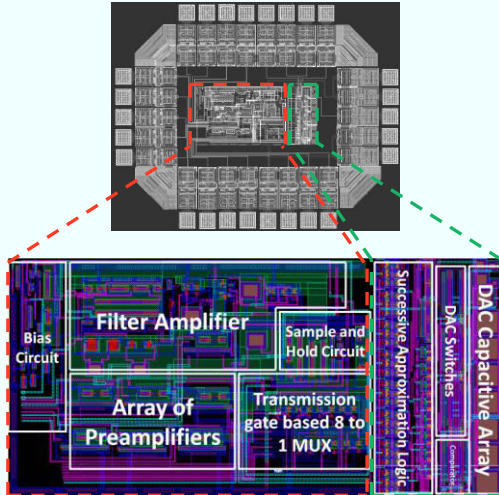 Bias
Circuit
Filter Amplifier
Sample and
Hold Circuit
Array of
Preamplifiers
Transmission
gate based 8 to
1 MUX
Successive Approximation Logic
DAC Switches
Comparator
DAC Capacitive Array